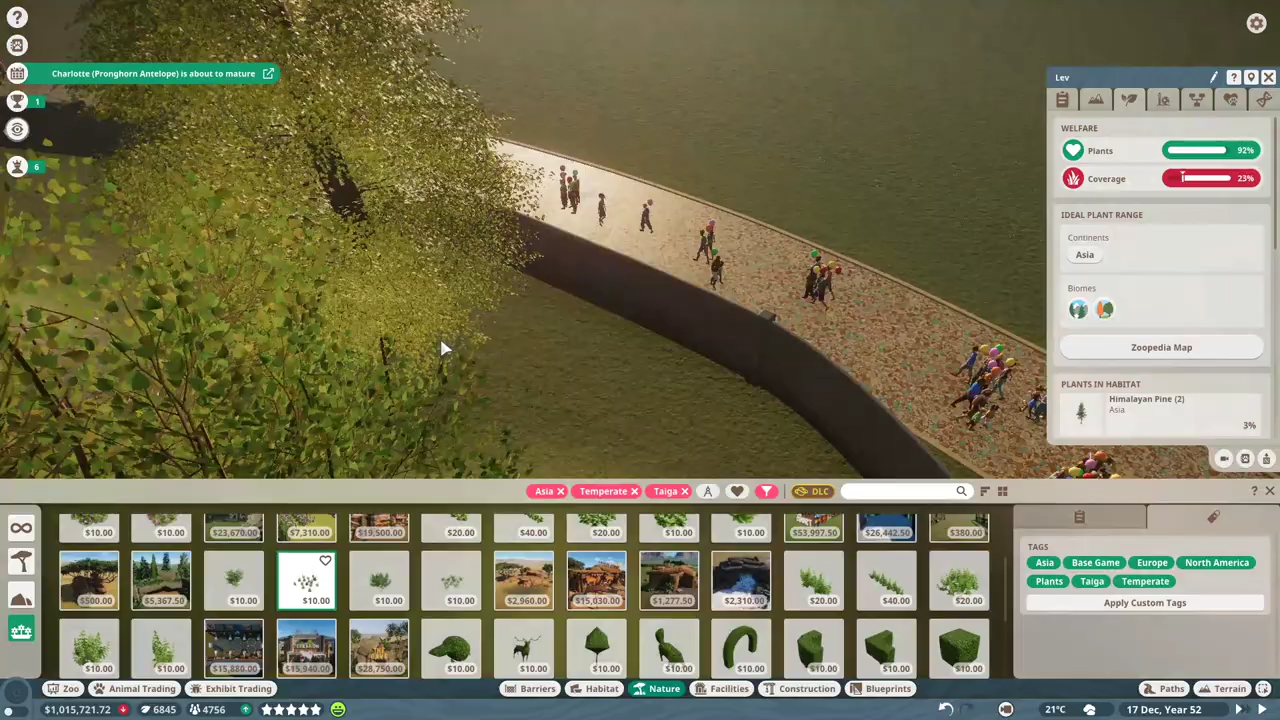 Charlotte (Pronghorn Antelope) is about to mature
1
6
Lev
?
WELFARE
Plants
92%
Coverage
23%
IDEAL PLANT RANGE
Continents
Asia
Biomes
Zoopedia Map
PLANTS IN HABITAT
Himalayan Pine (2)
Asia
3%
Asia Temperate Taiga DLC
$10.00 $10.00 $23,670.00 $7,310.00 $19,500.00 $20.00 $40.00 $20.00 $10.00 $10.00 $53,997.50 $26,442.50 $380.00
$500.00 $5,367.50 $10.00 $10.00 $10.00 $10.00 $2,960.00 $15,030.00 $1,277.50 $2,310.00 $20.00 $40.00 $20.00
$10.00 $10.00 $15,880.00 $15,940.00 $28,750.00 $10.00 $10.00 $10.00 $10.00 $10.00 $10.00 $10.00 $10.00
TAGS
Asia Base Game Europe North America
Plants Taiga Temperate
Apply Custom Tags
Zoo Animal Trading Exhibit Trading Barriers Habitat Nature Facilities Construction Blueprints Paths Terrain
$1,015,721.72 6845 4756 21°C 17 Dec, Year 52